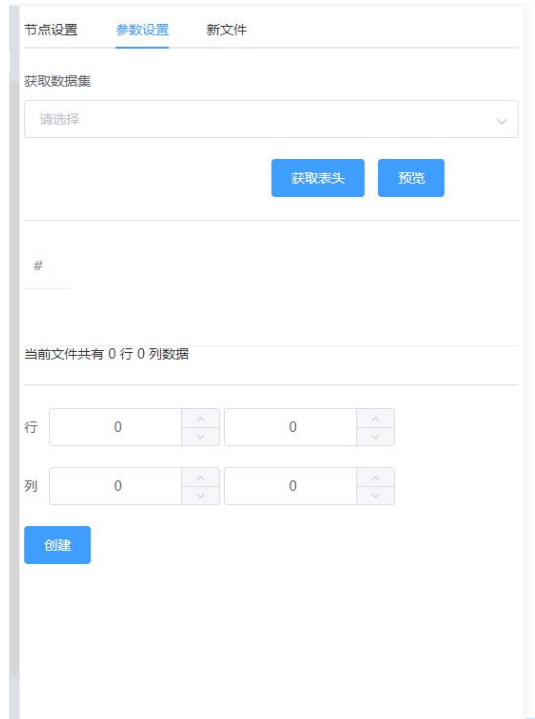 节点设置 参数设置 新文件
获取数据集
请选择
获取表头 预览
#
当前文件共有 0 行 0 列数据
行 0 0
列 0 0
创建